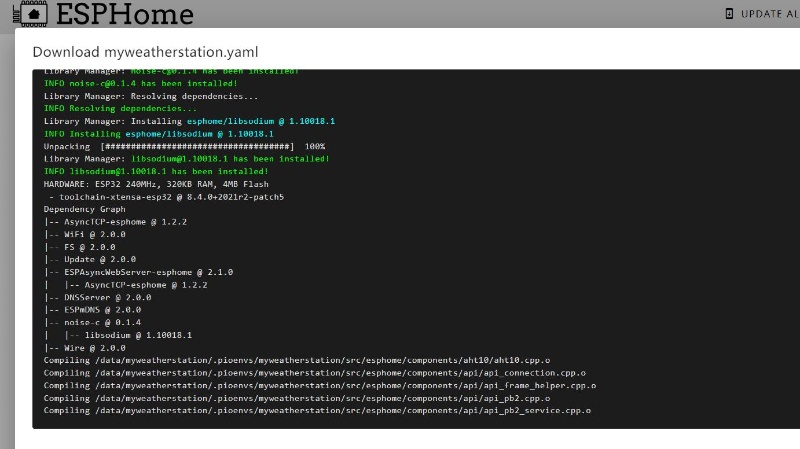 ESPHome
UPDATE AL
Download myweatherstation.yaml
Library Manager: noise-c@0.1.4 has been installed!
INFO noise-c@0.1.4 has been installed!
Library Manager: Resolving dependencies...
INFO Resolving dependencies...
Library Manager: Installing esphome/libsodium @ 1.10018.1
INFO Installing esphome/libsodium @ 1.10018.1
Unpacking  [####################################]  100%
Library Manager: libsodium@1.10018.1 has been installed!
INFO libsodium@1.10018.1 has been installed!
HARDWARE: ESP32 240MHz, 320KB RAM, 4MB Flash
 - toolchain-xtensa-esp32 @ 8.4.0+2021r2-patch5
Dependency Graph
|-- AsyncTCP-esphome @ 1.2.2
|-- WiFi @ 2.0.0
|-- FS @ 2.0.0
|-- Update @ 2.0.0
|-- ESPAsyncWebServer-esphome @ 2.1.0
|   |-- AsyncTCP-esphome @ 1.2.2
|-- DNSServer @ 2.0.0
|-- ESPmDNS @ 2.0.0
|-- noise-c @ 0.1.4
|   |-- libsodium @ 1.10018.1
|-- Wire @ 2.0.0
Compiling /data/myweatherstation/.pioenvs/myweatherstation/src/esphome/components/aht10/aht10.cpp.o
Compiling /data/myweatherstation/.pioenvs/myweatherstation/src/esphome/components/api/api_connection.cpp.o
Compiling /data/myweatherstation/.pioenvs/myweatherstation/src/esphome/components/api/api_frame_helper.cpp.o
Compiling /data/myweatherstation/.pioenvs/myweatherstation/src/esphome/components/api/api_pb2.cpp.o
Compiling /data/myweatherstation/.pioenvs/myweatherstation/src/esphome/components/api/api_pb2_service.cpp.o